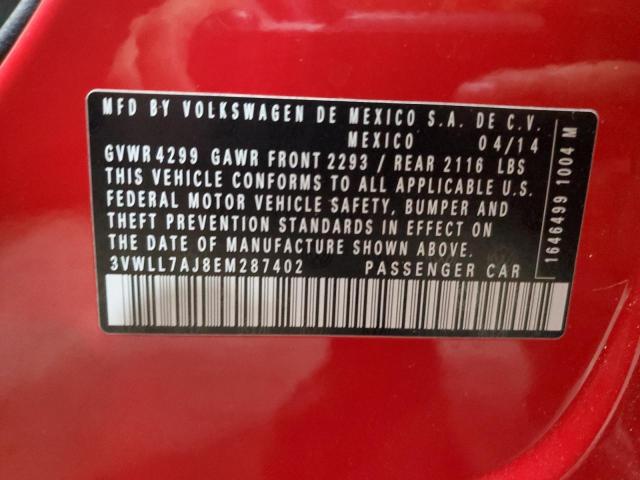 MFD BY VOLKSWAGEN DE MEXICO S.A. DE C.V.
MEXICO 04/14
GVWR 4299 GAWR FRONT 2293 / REAR 2116 LBS
THIS VEHICLE CONFORMS TO ALL APPLICABLE U.S.
FEDERAL MOTOR VEHICLE SAFETY, BUMPER AND
THEFT PREVENTION STANDARDS IN EFFECT ON
THE DATE OF MANUFACTURE SHOWN ABOVE.
3VWLL7AJ8EM287402 PASSENGER CAR
1646499 1004 M